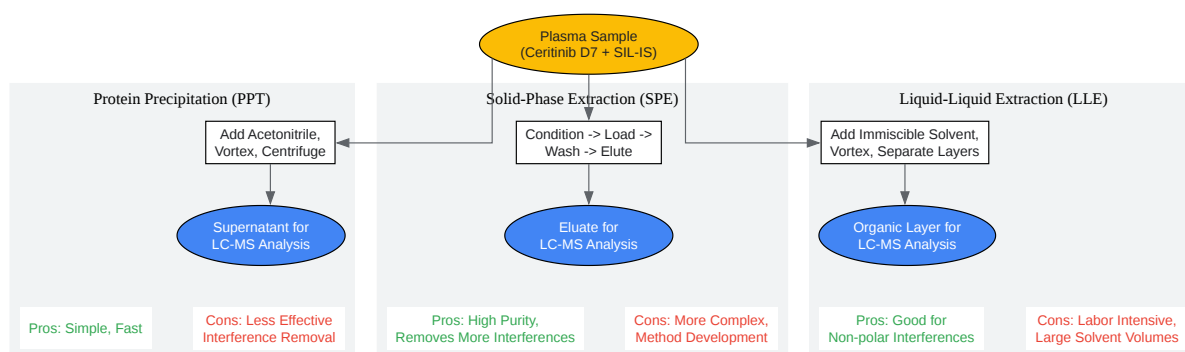 Plasma Sample
(Ceritinib D7 + SIL-IS)
Protein Precipitation (PPT)
Add Acetonitrile,
Vortex, Centrifuge
Supernatant for
LC-MS Analysis
Pros: Simple, Fast
Cons: Less Effective
Interference Removal
Solid-Phase Extraction (SPE)
Condition -> Load ->
Wash -> Elute
Eluate for
LC-MS Analysis
Pros: High Purity,
Removes More Interferences
Cons: More Complex,
Method Development
Liquid-Liquid Extraction (LLE)
Add Immiscible Solvent,
Vortex, Separate Layers
Organic Layer for
LC-MS Analysis
Pros: Good for
Non-polar Interferences
Cons: Labor Intensive,
Large Solvent Volumes